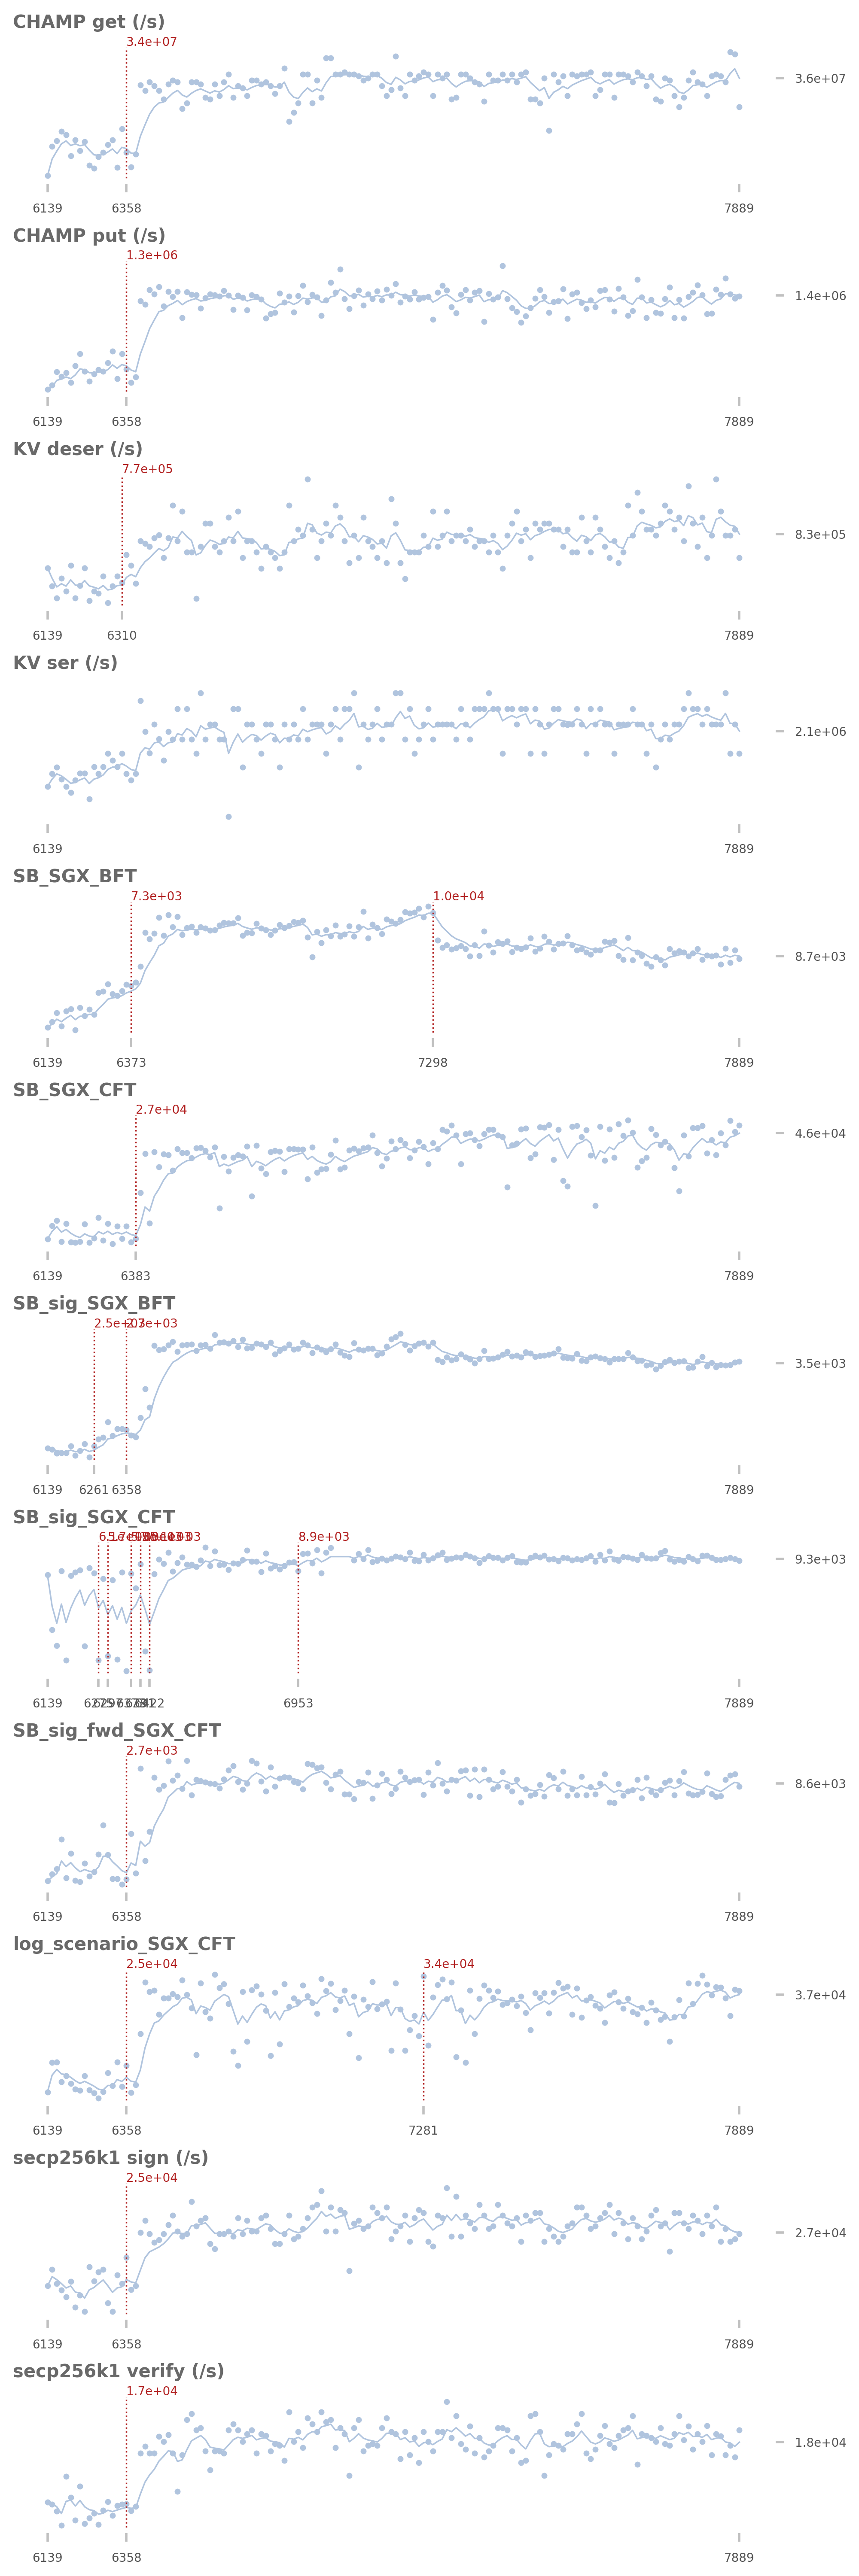 CHAMP get (/s)
3.4e+07
3.6e+07
6139 6358 7889
CHAMP put (/s)
1.3e+06
1.4e+06
6139 6358 7889
KV deser (/s)
7.7e+05
8.3e+05
6139 6310 7889
KV ser (/s)
2.1e+06
6139 7889
SB_SGX_BFT
7.3e+03 1.0e+04
8.7e+03
6139 6373 7298 7889
SB_SGX_CFT
2.7e+04
4.6e+04
6139 6383 7889
SB_sig_SGX_BFT
2.5e+03 2.7e+03
3.5e+03
6139 6261 6358 7889
SB_sig_SGX_CFT
8.9e+03
9.3e+03
6139 6953 7889
SB_sig_fwd_SGX_CFT
2.7e+03
8.6e+03
6139 6358 7889
log_scenario_SGX_CFT
2.5e+04 3.4e+04
3.7e+04
6139 6358 7281 7889
secp256k1 sign (/s)
2.5e+04
2.7e+04
6139 6358 7889
secp256k1 verify (/s)
1.7e+04
1.8e+04
6139 6358 7889